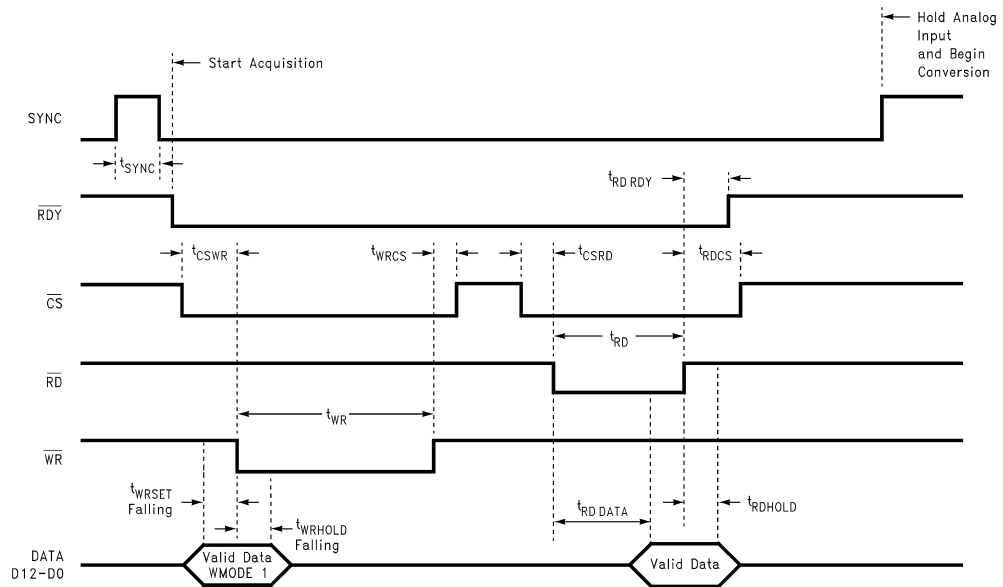 Hold Analog
Input
and Begin
Conversion
Start Acquisition
SYNC
tSYNC
tRD RDY
RDY
tCSWR
tWRCS
tCSRD
tRDCS
CS
tRD
RD
tWR
WR
tWRSET
Falling
tWRHOLD
Falling
tRD DATA
tRDHOLD
DATA
D12-D0
Valid Data
WMODE 1
Valid Data